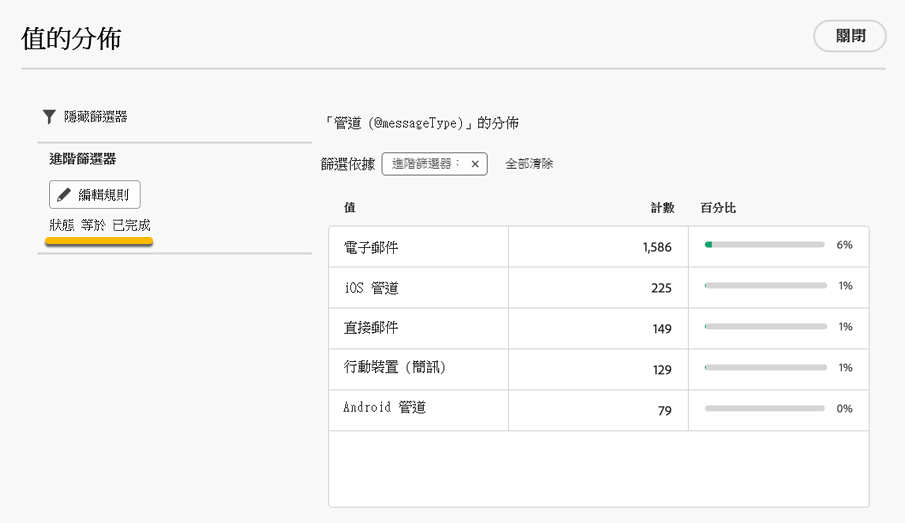 值的分佈
關閉
隱藏篩選器
進階篩選器
編輯規則
狀態 等於 已完成
「管道 (@messageType)」的分佈
篩選依據 進階篩選器： × 全部清除
值 計數 百分比
電子郵件 1,586 6%
iOS 管道 225 1%
直接郵件 149 1%
行動裝置 (簡訊) 129 1%
Android 管道 79 0%